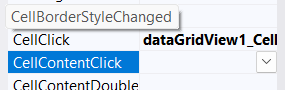 CellBorderStyleChanged
CellClick dataGridView1_Cell
CellContentClick
CellContentDouble